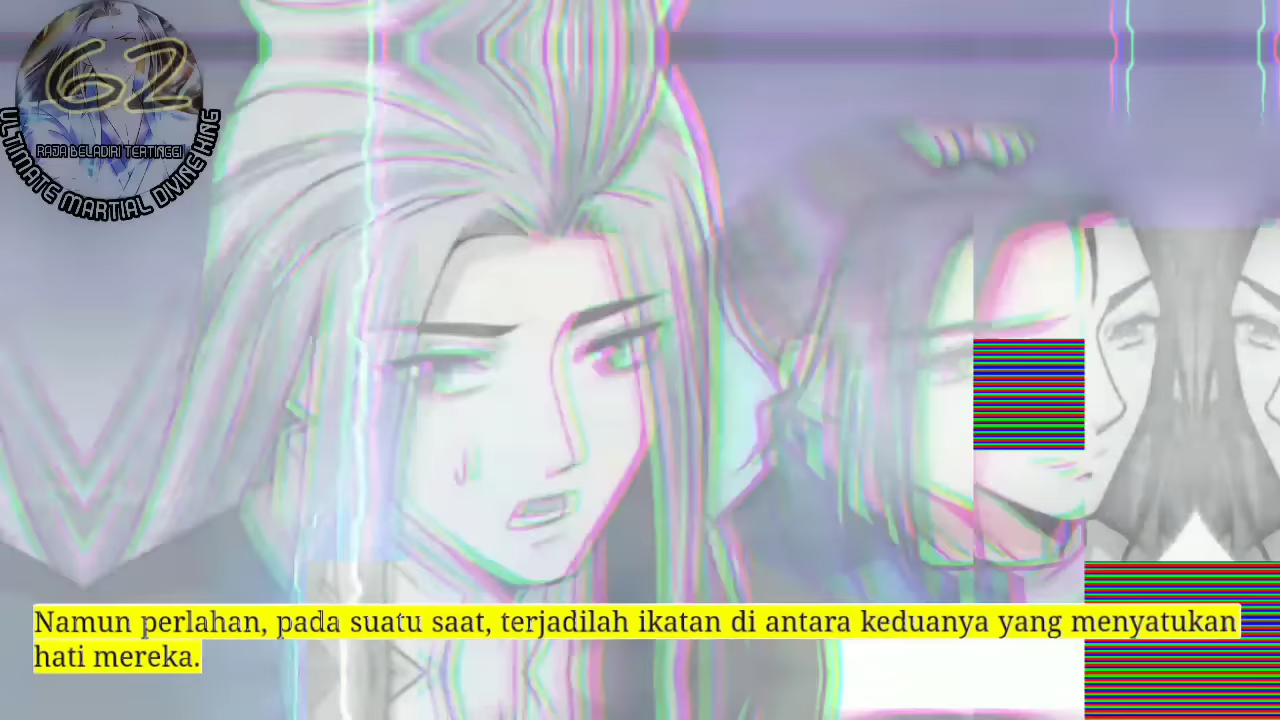 62
RAJA BELADIRI TERTINGGI
ULTIMATE MARTIAL DIVINE KING
Namun perlahan, pada suatu saat, terjadilah ikatan di antara keduanya yang menyatukan
hati mereka.